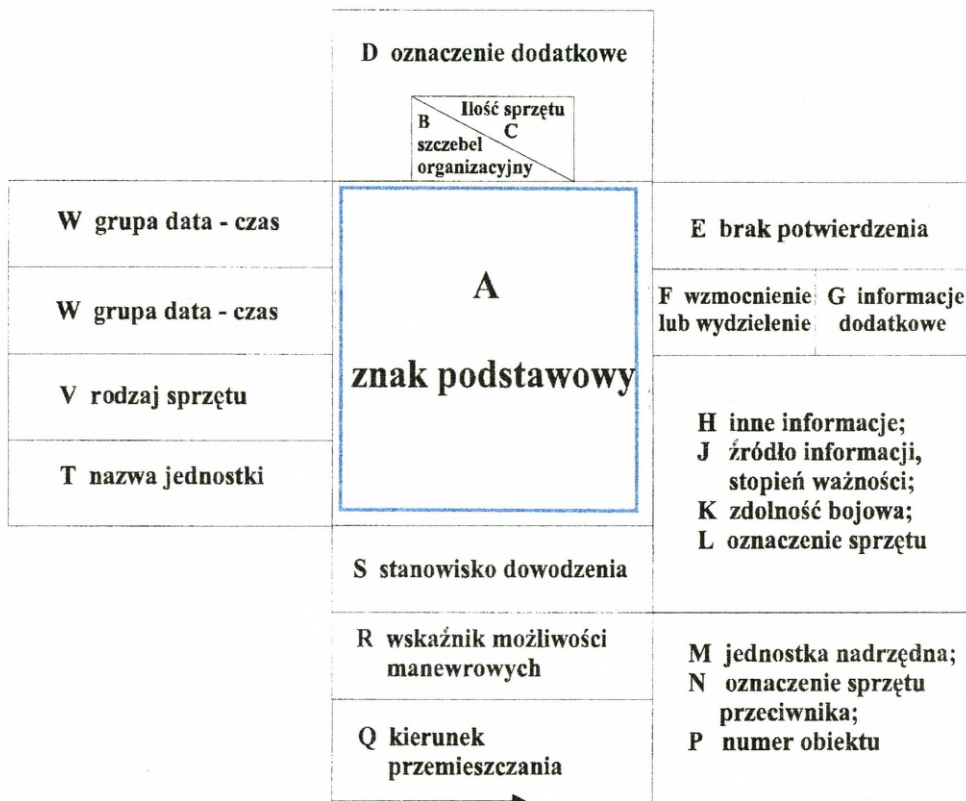 D oznaczenie dodatkowe
Ilość sprzętu
C
B
szczebel
organizacyjny
W grupa data - czas
W grupa data - czas
V rodzaj sprzętu
T nazwa jednostki
A
znak podstawowy
E brak potwierdzenia
F wzmocnienie
lub wydzielenie
G informacje
dodatkowe
H inne informacje;
J źródło informacji,
stopień ważności;
K zdolność bojowa;
L oznaczenie sprzętu
S stanowisko dowodzenia
R wskaźnik możliwości
manewrowych
Q kierunek
przemieszczania
M jednostka nadrzędna;
N oznaczenie sprzętu
przeciwnika;
P numer obiektu